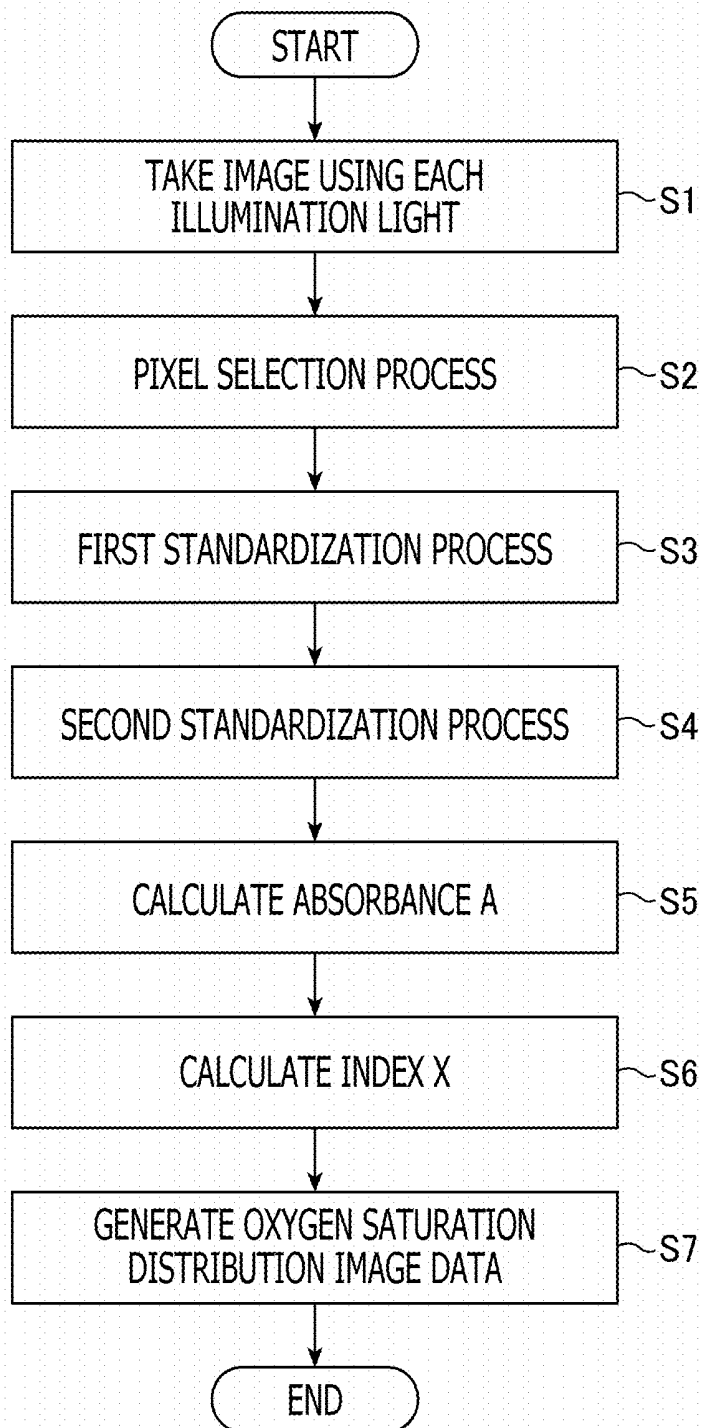 START
TAKE IMAGE USING EACH
ILLUMINATION LIGHT
S1
PIXEL SELECTION PROCESS
S2
FIRST STANDARDIZATION PROCESS
S3
SECOND STANDARDIZATION PROCESS
S4
CALCULATE ABSORBANCE A
S5
CALCULATE INDEX X
S6
GENERATE OXYGEN SATURATION
DISTRIBUTION IMAGE DATA
S7
END